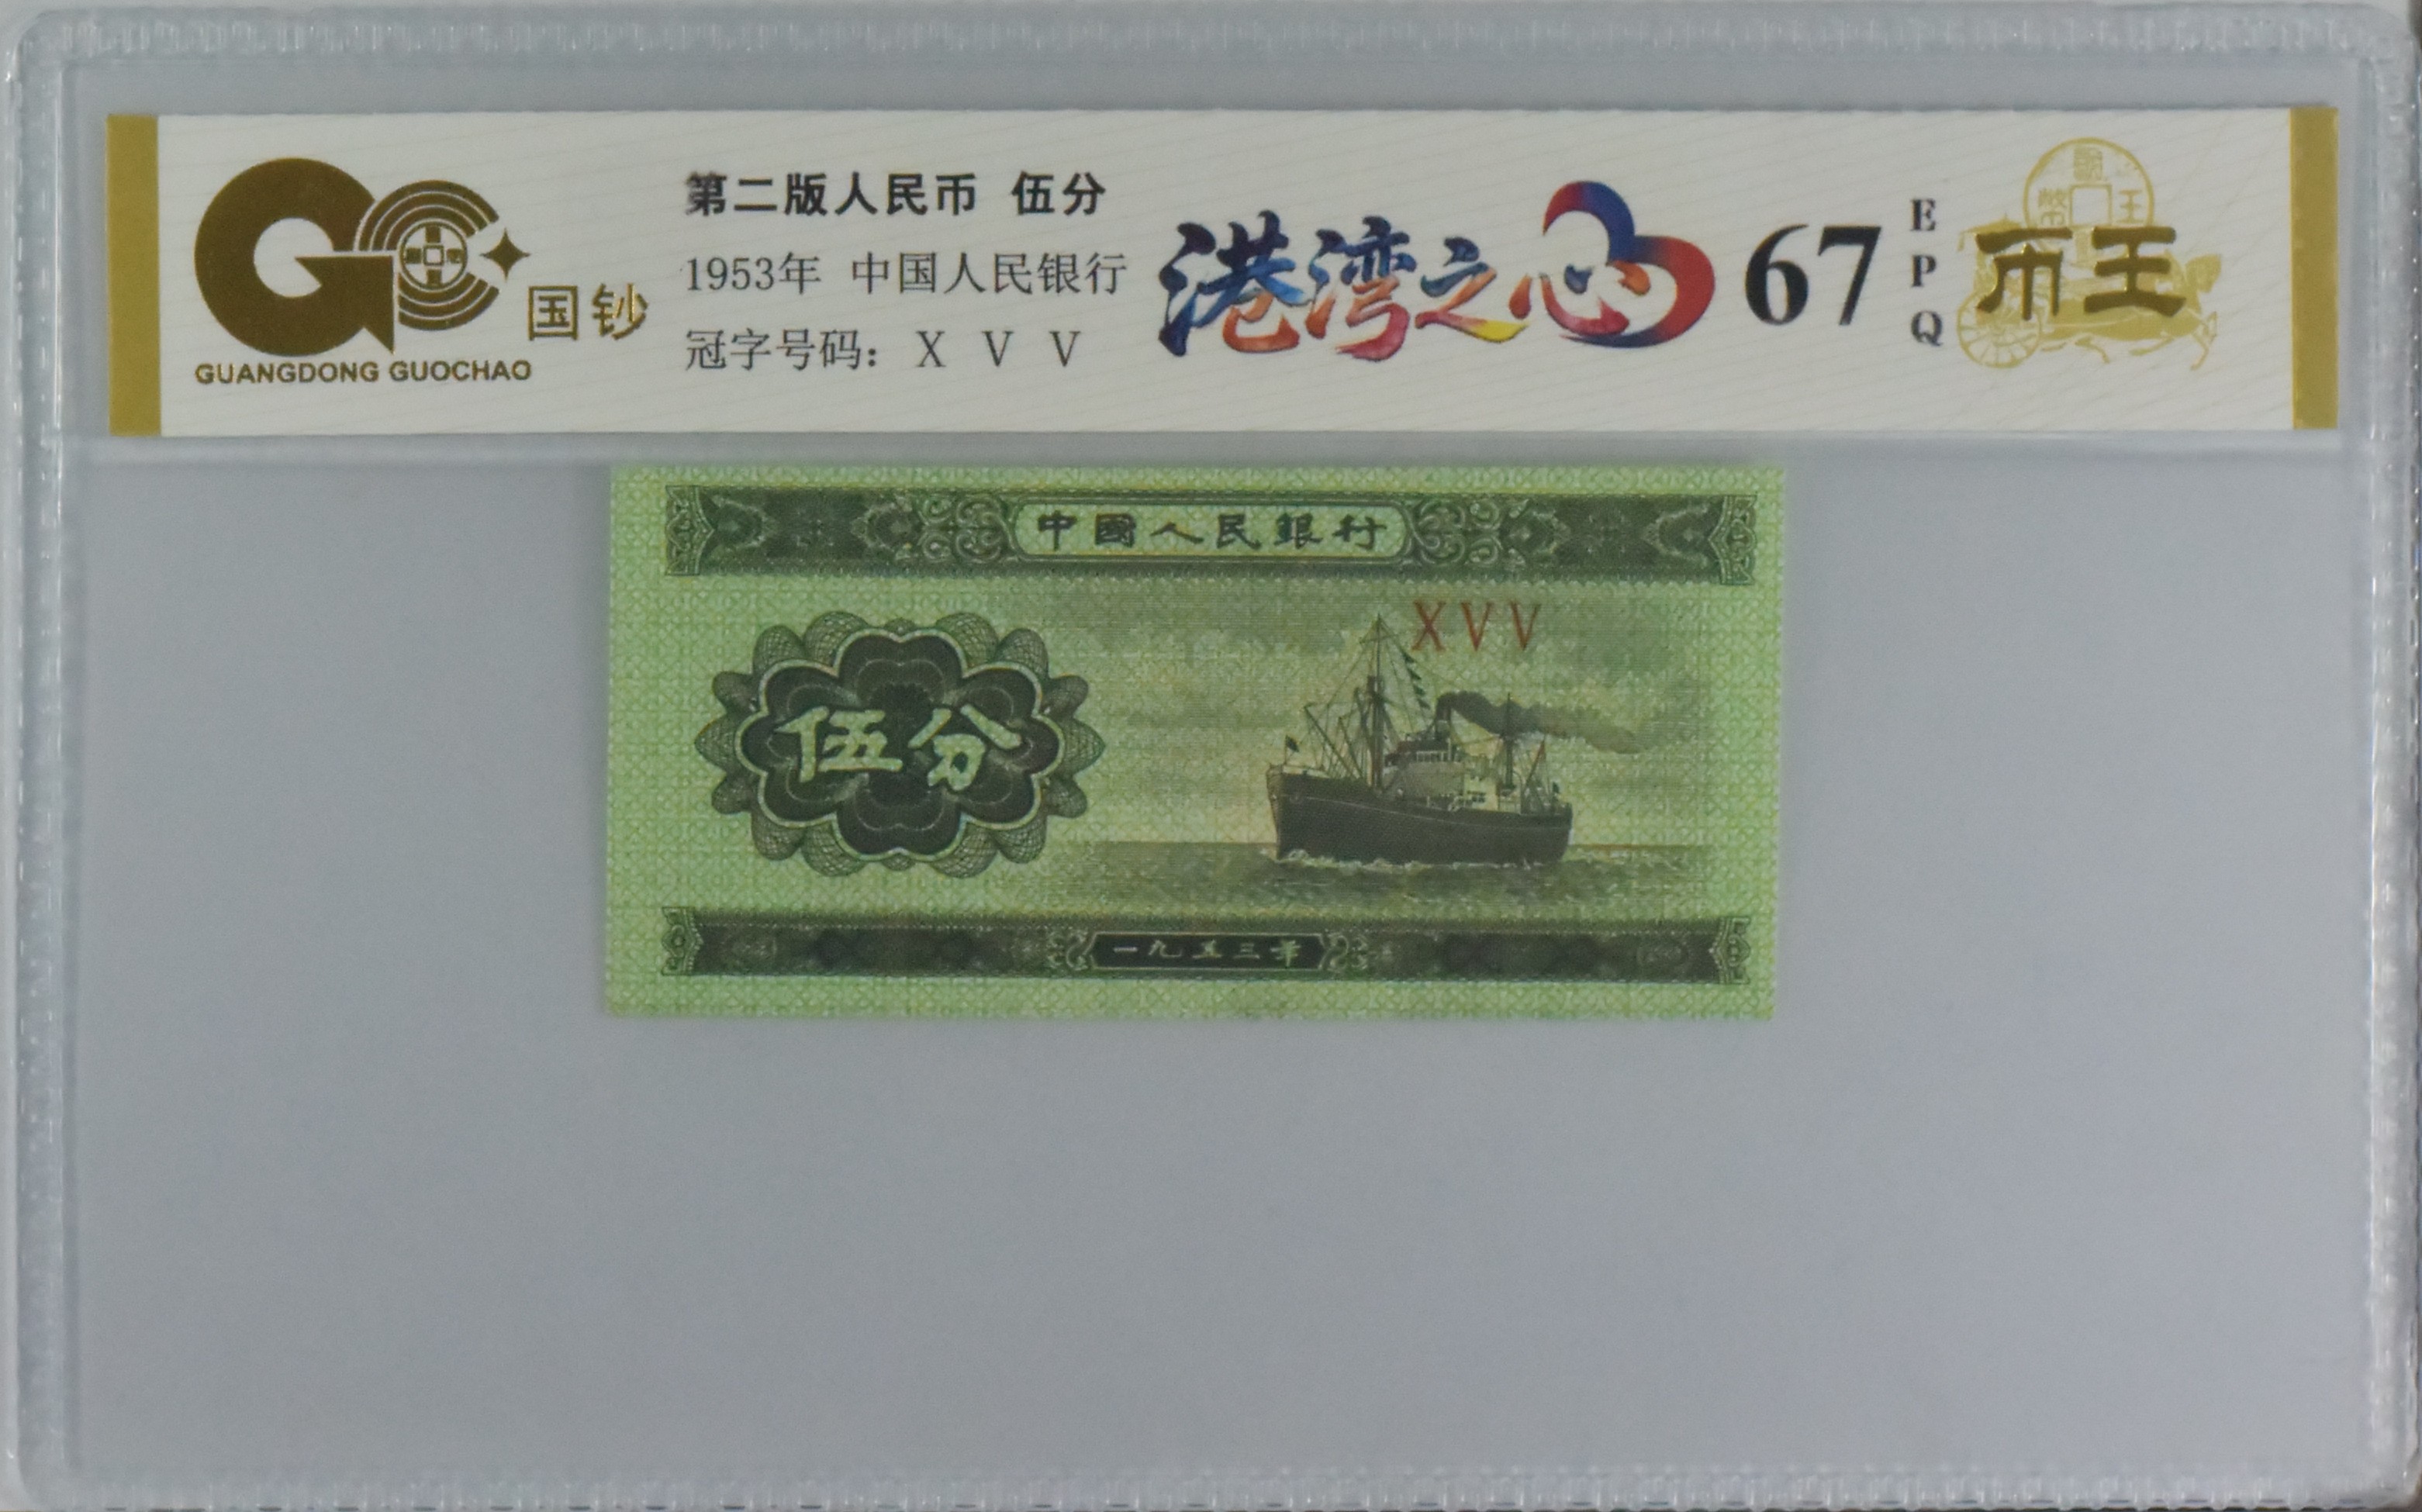 国钞
GUANGDONG GUOCHAO
第二版人民币 伍分
1953年 中国人民银行
冠字号码：X V V
港湾之心
67
E
P
Q
币王
中國人民銀行
XVV
伍分
一九五三年